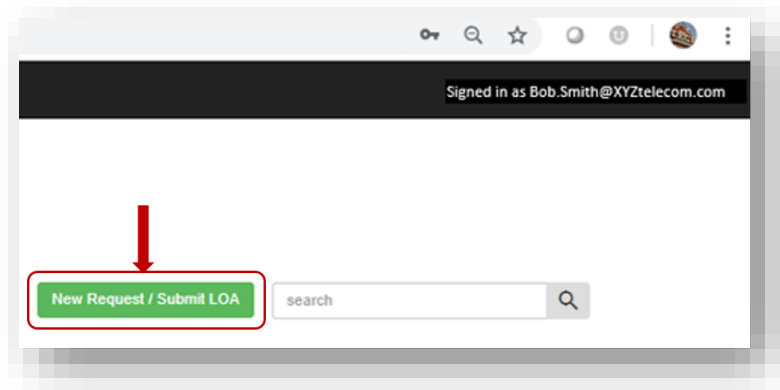 Signed in as Bob.Smith@XYZtelecom.com
New Request / Submit LOA
search